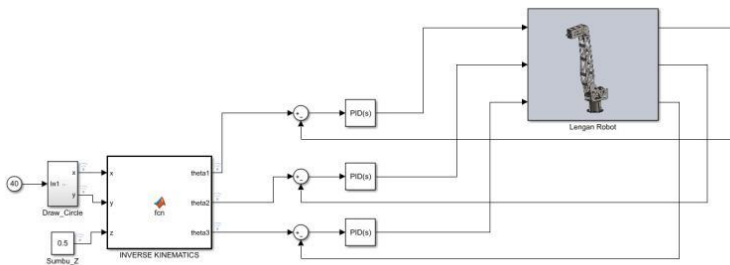 Lengan Robot
PID(s)
PID(s)
PID(s)
40
In1
x
y
Draw_Circle
0.5
Sumbu_Z
x
y
z
fcn
theta1
theta2
theta3
INVERSE KINEMATICS